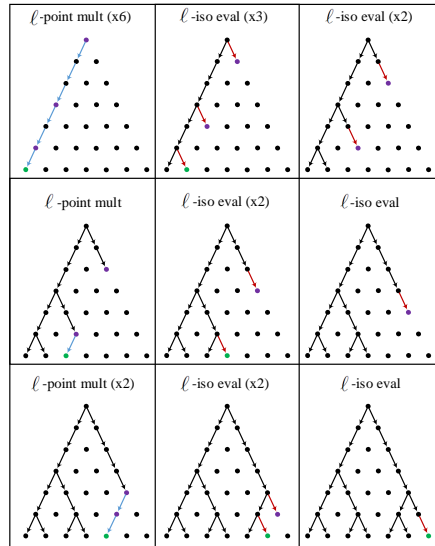 ℓ -point mult (x6)
ℓ -iso eval (x3)
ℓ -iso eval (x2)
ℓ -point mult
ℓ -iso eval (x2)
ℓ -iso eval
ℓ -point mult (x2)
ℓ -iso eval (x2)
ℓ -iso eval